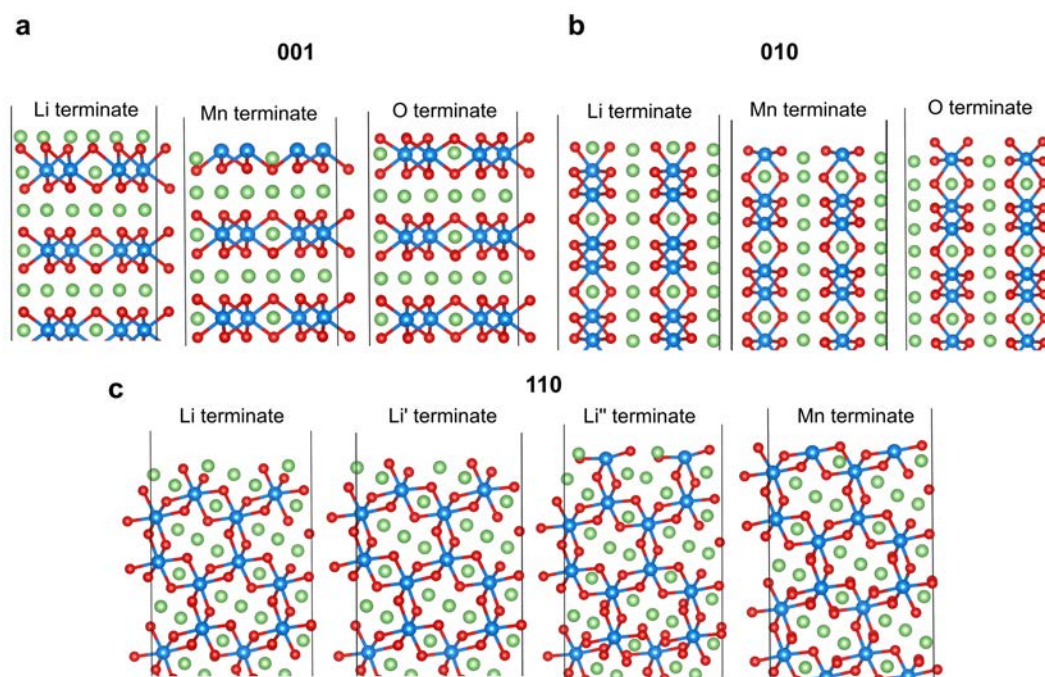 a
001
Li terminate
Mn terminate
O terminate
b
010
Li terminate
Mn terminate
O terminate
c
110
Li terminate
Li' terminate
Li" terminate
Mn terminate